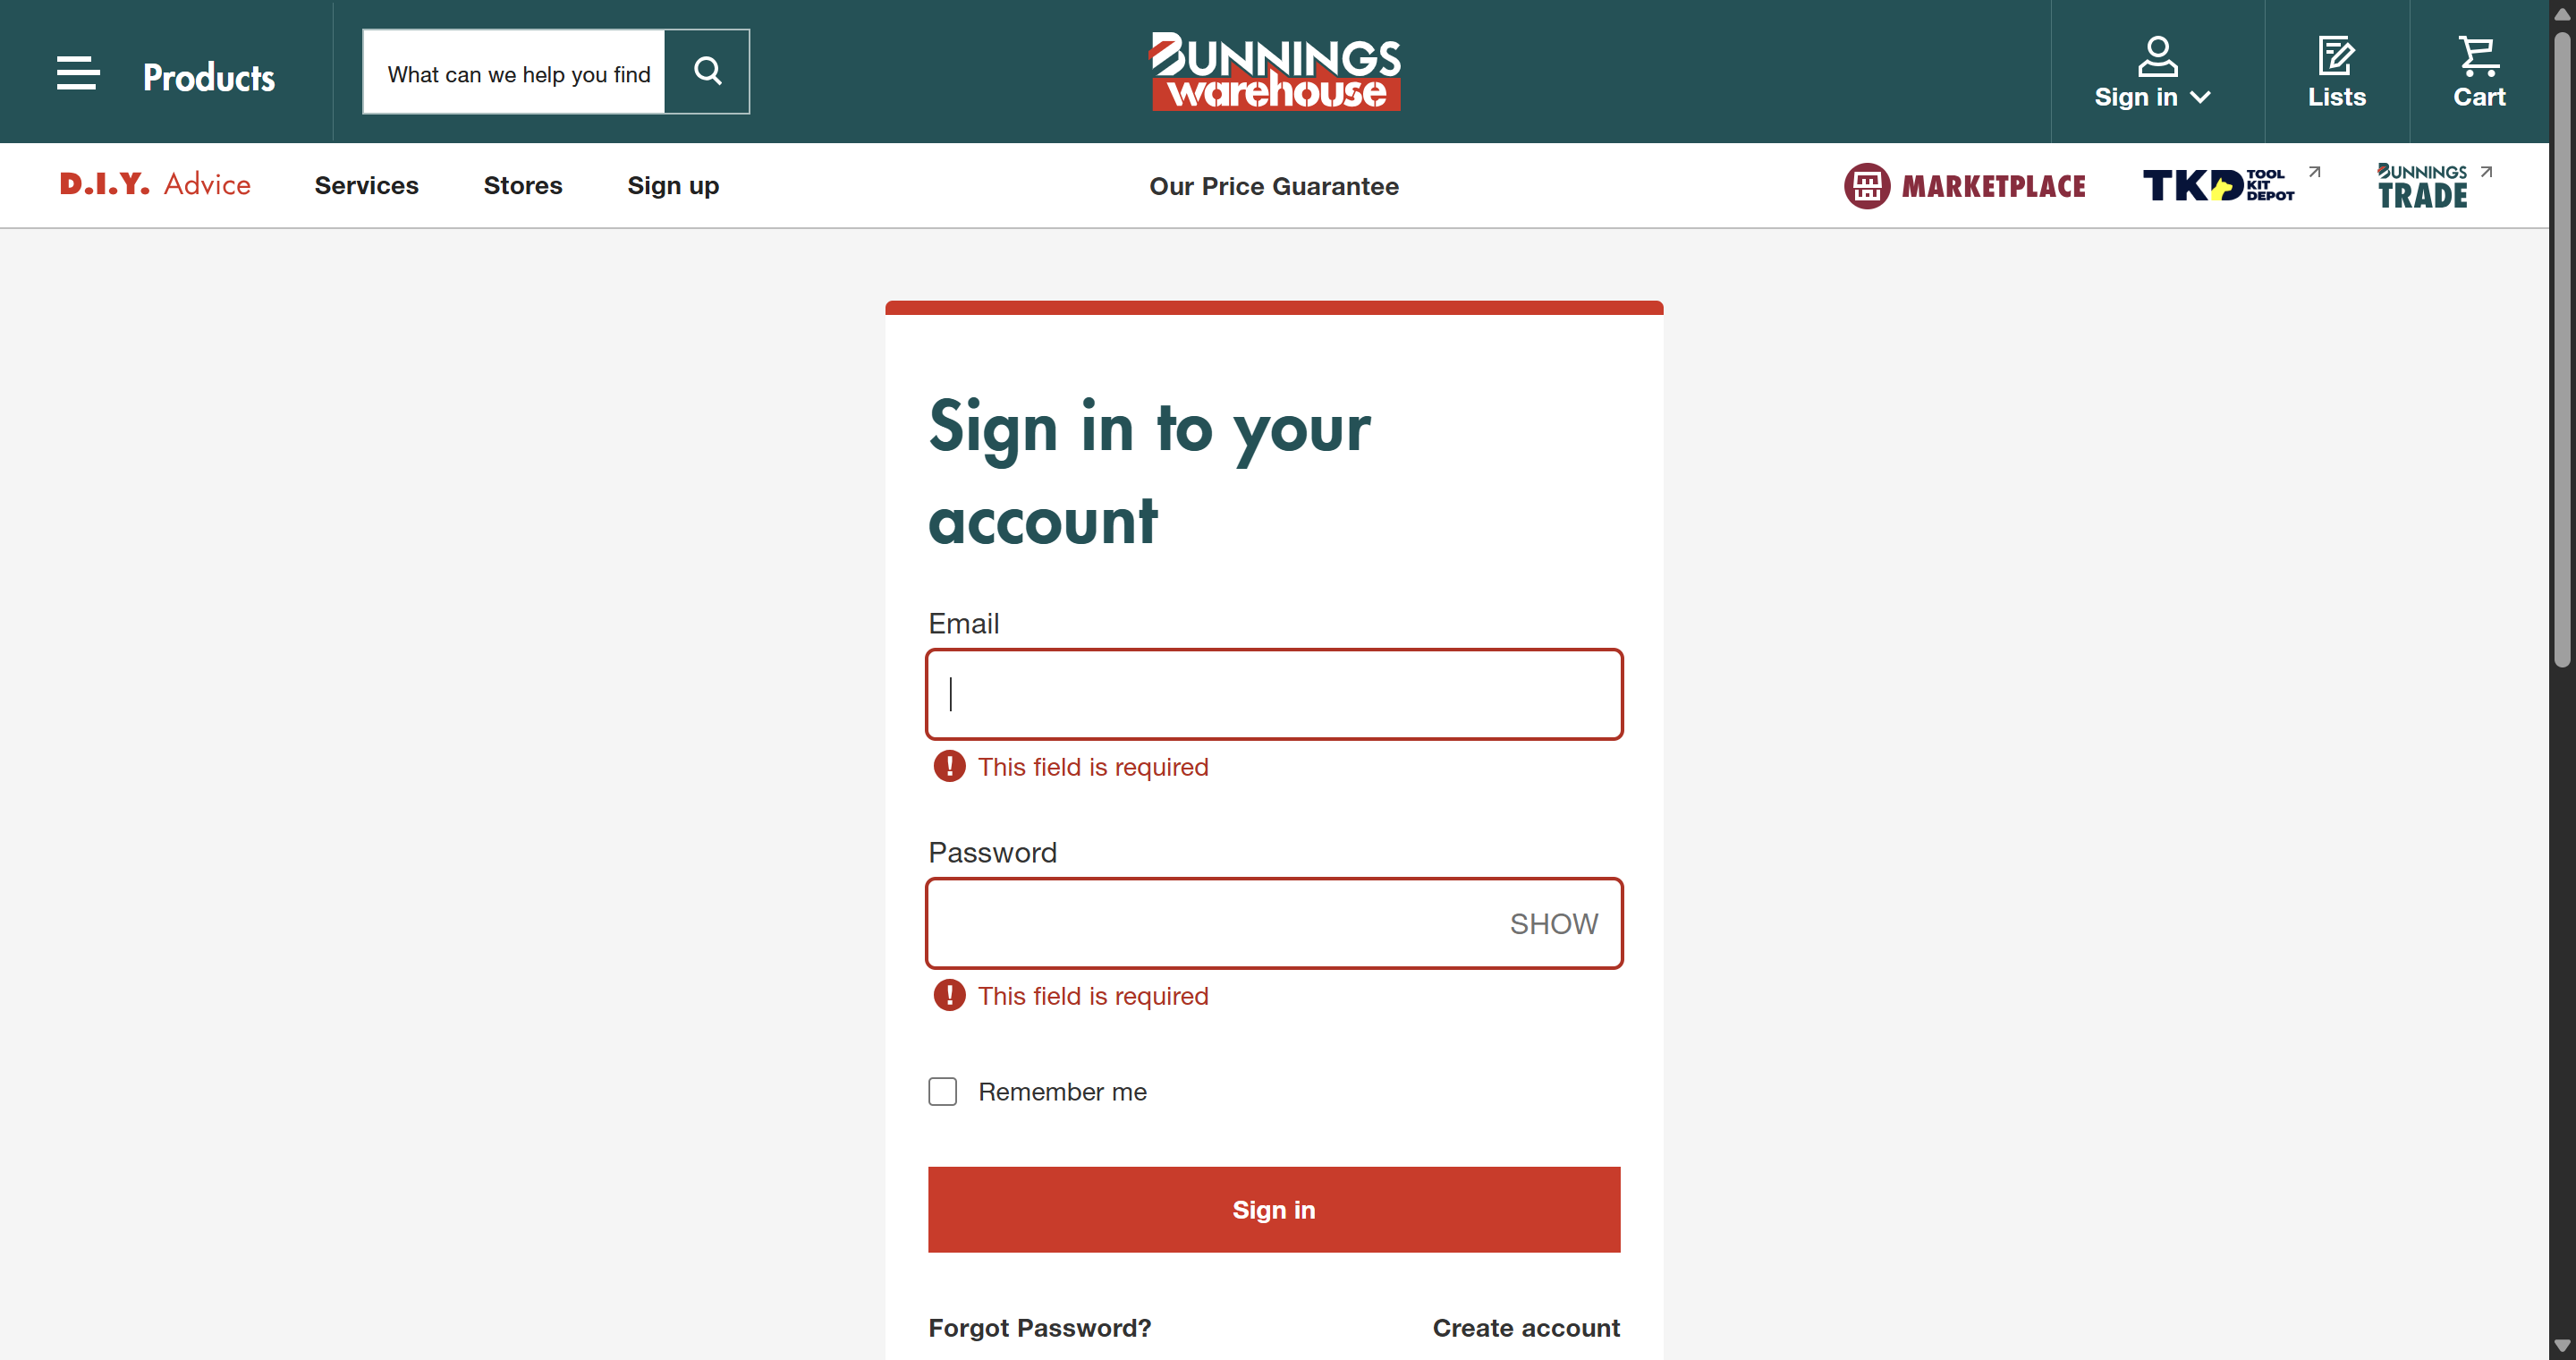 Products
What can we help you find
BUNNINGS
warehouse
Sign in
Lists
Cart
D.I.Y. Advice
Services
Stores
Sign up
Our Price Guarantee
MARKETPLACE
TKD TOOL
KIT
DEPOT
BUNNINGS
TRADE
Sign in to your
account
Email
This field is required
Password
SHOW
This field is required
Remember me
Sign in
Forgot Password?
Create account